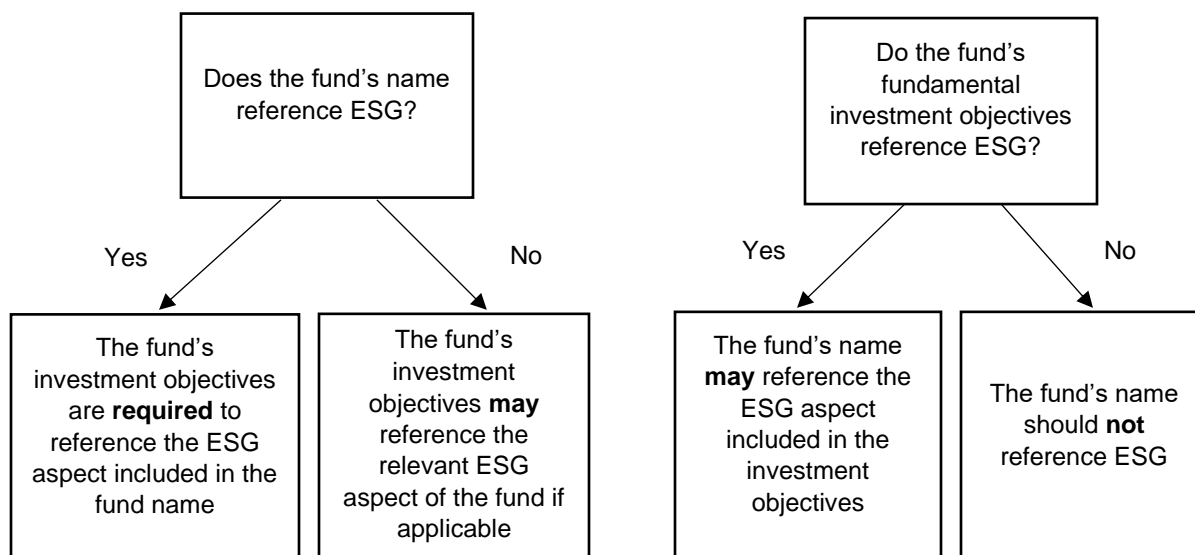 Does the fund’s name
reference ESG?
Yes
No
The fund’s
investment objectives
are required to
reference the ESG
aspect included in the
fund name
The fund’s
investment
objectives may
reference the
relevant ESG
aspect of the fund if
applicable
Do the fund’s
fundamental
investment objectives
reference ESG?
Yes
No
The fund’s name
may reference the
ESG aspect
included in the
investment
objectives
The fund’s name
should not
reference ESG